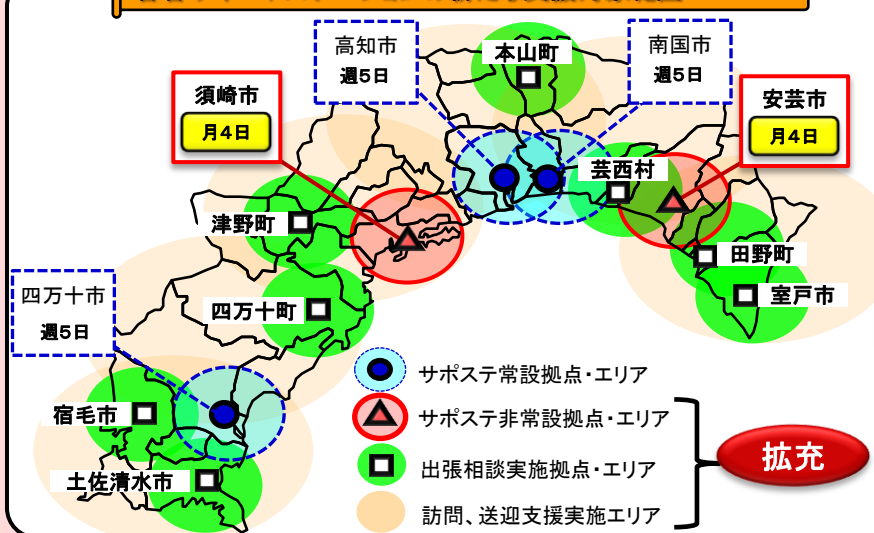 高知市
週5日
南国市
週5日
本山町
須崎市
月4日
安芸市
月4日
芸西村
津野町
田野町
室戸市
四万十町
四万十市
週5日
宿毛市
土佐清水市
サポステ常設拠点・エリア
サポステ非常設拠点・エリア
出張相談実施拠点・エリア
訪問、送迎支援実施エリア
拡充